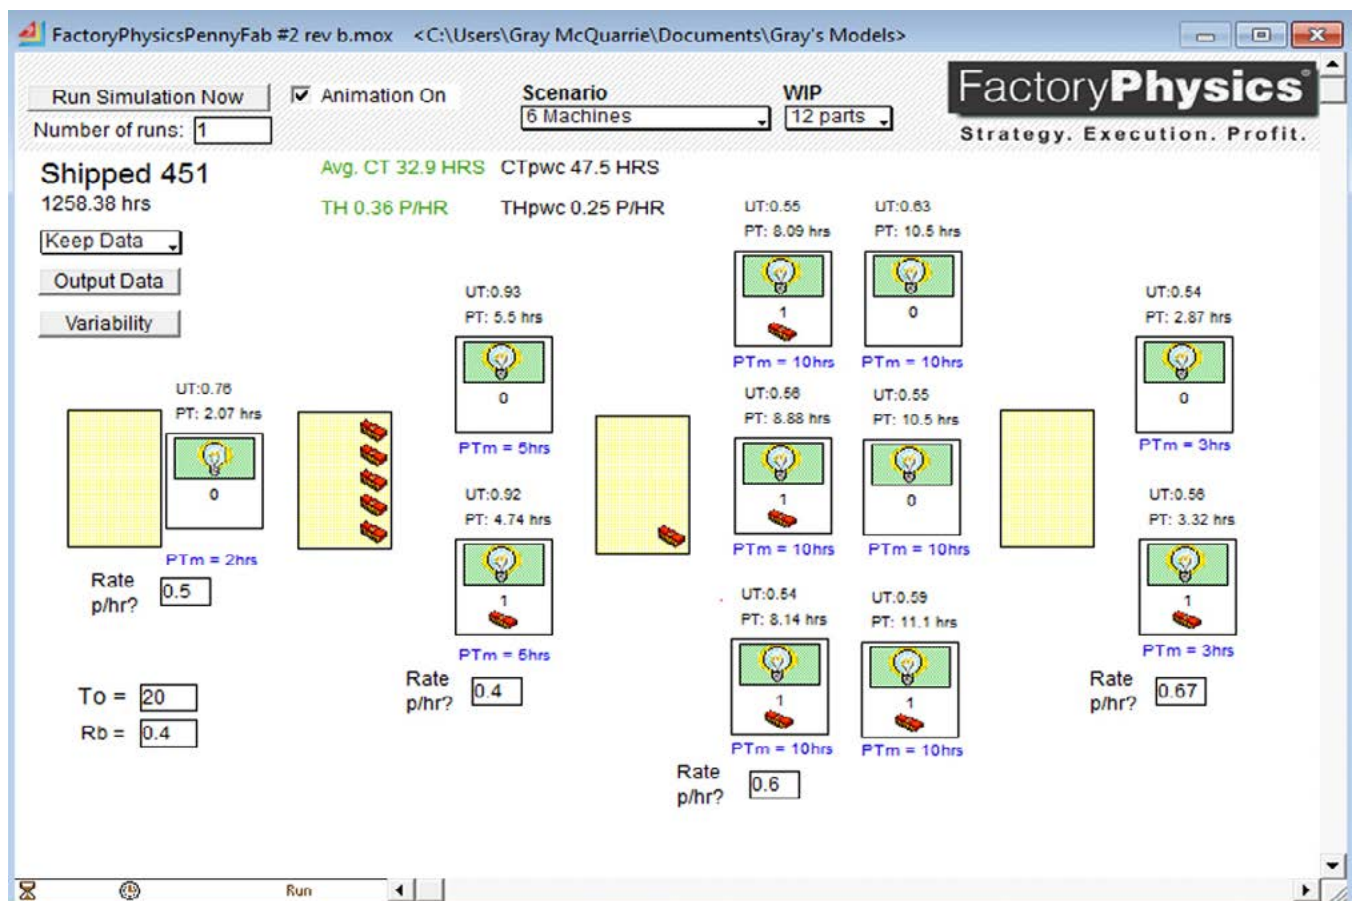 FactoryPhysicsPennyFab #2 rev b.mox <C:\Users\Gray McQuarrie\Documents\Gray's Models>
Run Simulation Now
Animation On
Scenario
WIP
6 Machines
12 parts
Number of runs: 1
FactoryPhysics®
Strategy. Execution. Profit.
Shipped 451
1258.38 hrs
Avg. CT 32.9 HRS CTpwc 47.5 HRS
TH 0.36 P/HR THpwc 0.25 P/HR
Keep Data
Output Data
Variability
UT:0.76
PT: 2.07 hrs
0
PTm = 2hrs
Rate p/hr? 0.5
To = 20
Rb = 0.4
UT:0.93
PT: 5.5 hrs
0
PTm = 5hrs
UT:0.92
PT: 4.74 hrs
1
PTm = 5hrs
Rate p/hr? 0.4
UT:0.55
PT: 8.09 hrs
1
PTm = 10hrs
UT:0.63
PT: 10.5 hrs
0
PTm = 10hrs
UT:0.56
PT: 8.88 hrs
1
PTm = 10hrs
UT:0.55
PT: 10.5 hrs
0
PTm = 10hrs
UT:0.54
PT: 8.14 hrs
1
PTm = 10hrs
UT:0.59
PT: 11.1 hrs
1
PTm = 10hrs
Rate p/hr? 0.6
UT:0.54
PT: 2.87 hrs
0
PTm = 3hrs
UT:0.56
PT: 3.32 hrs
1
PTm = 3hrs
Rate p/hr? 0.67
Run